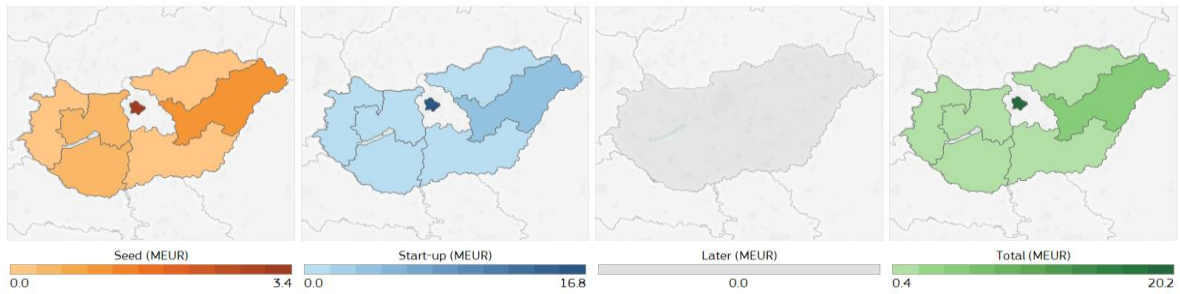 Seed (MEUR)
0.0 3.4
Start-up (MEUR)
0.0 16.8
Later (MEUR)
0.0
Total (MEUR)
0.4 20.2